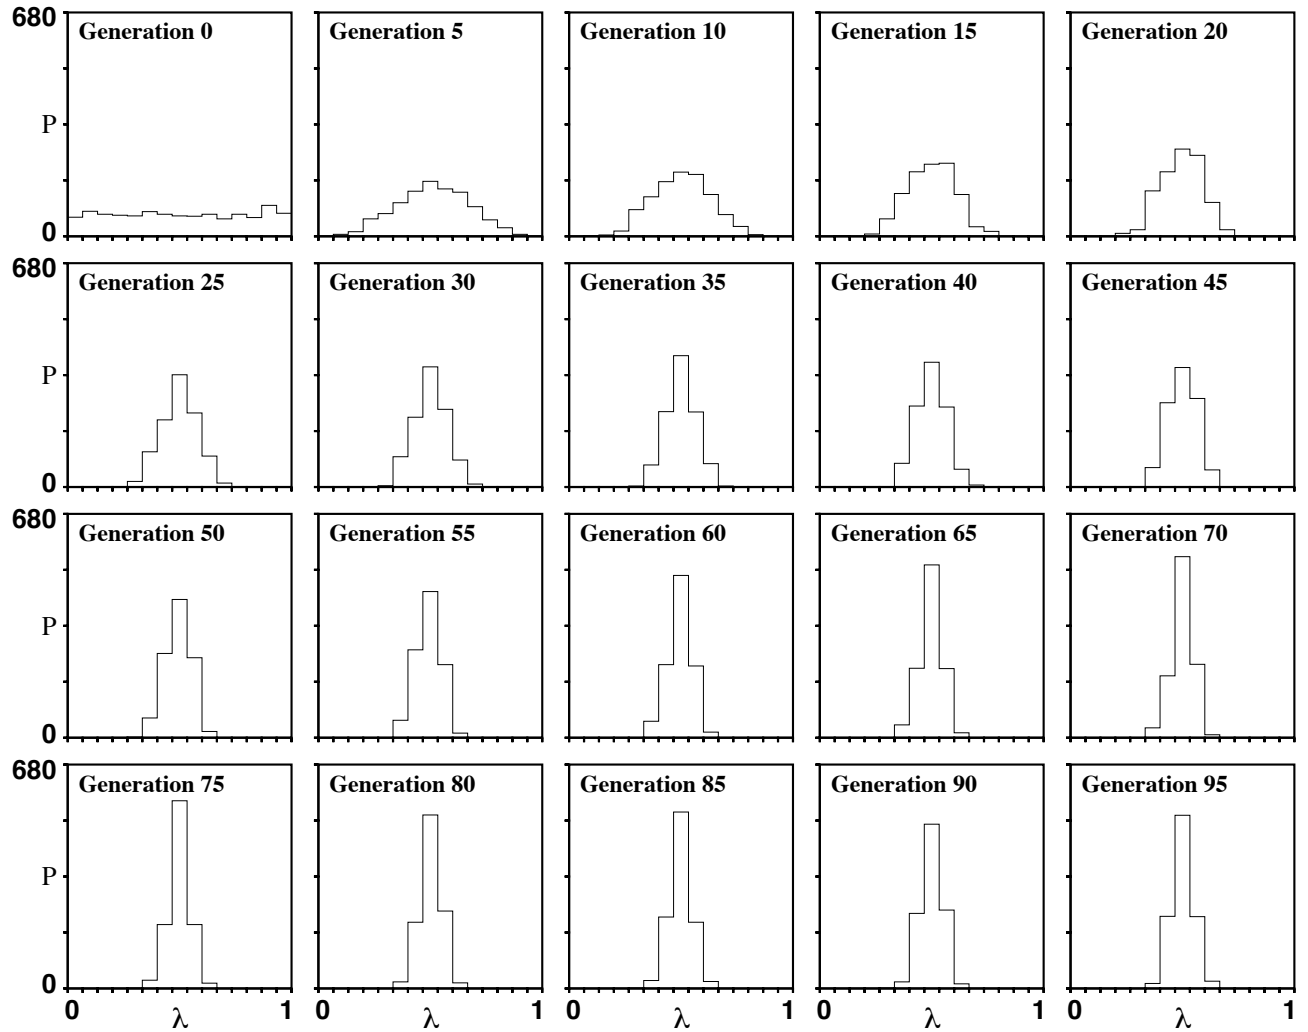 680
Generation 0 Generation 5 Generation 10 Generation 15 Generation 20
P
0
680
Generation 25 Generation 30 Generation 35 Generation 40 Generation 45
P
0
680
Generation 50 Generation 55 Generation 60 Generation 65 Generation 70
P
0
680
Generation 75 Generation 80 Generation 85 Generation 90 Generation 95
P
0
0 1 0 1 0 1 0 1 0 1
λ λ λ λ λ